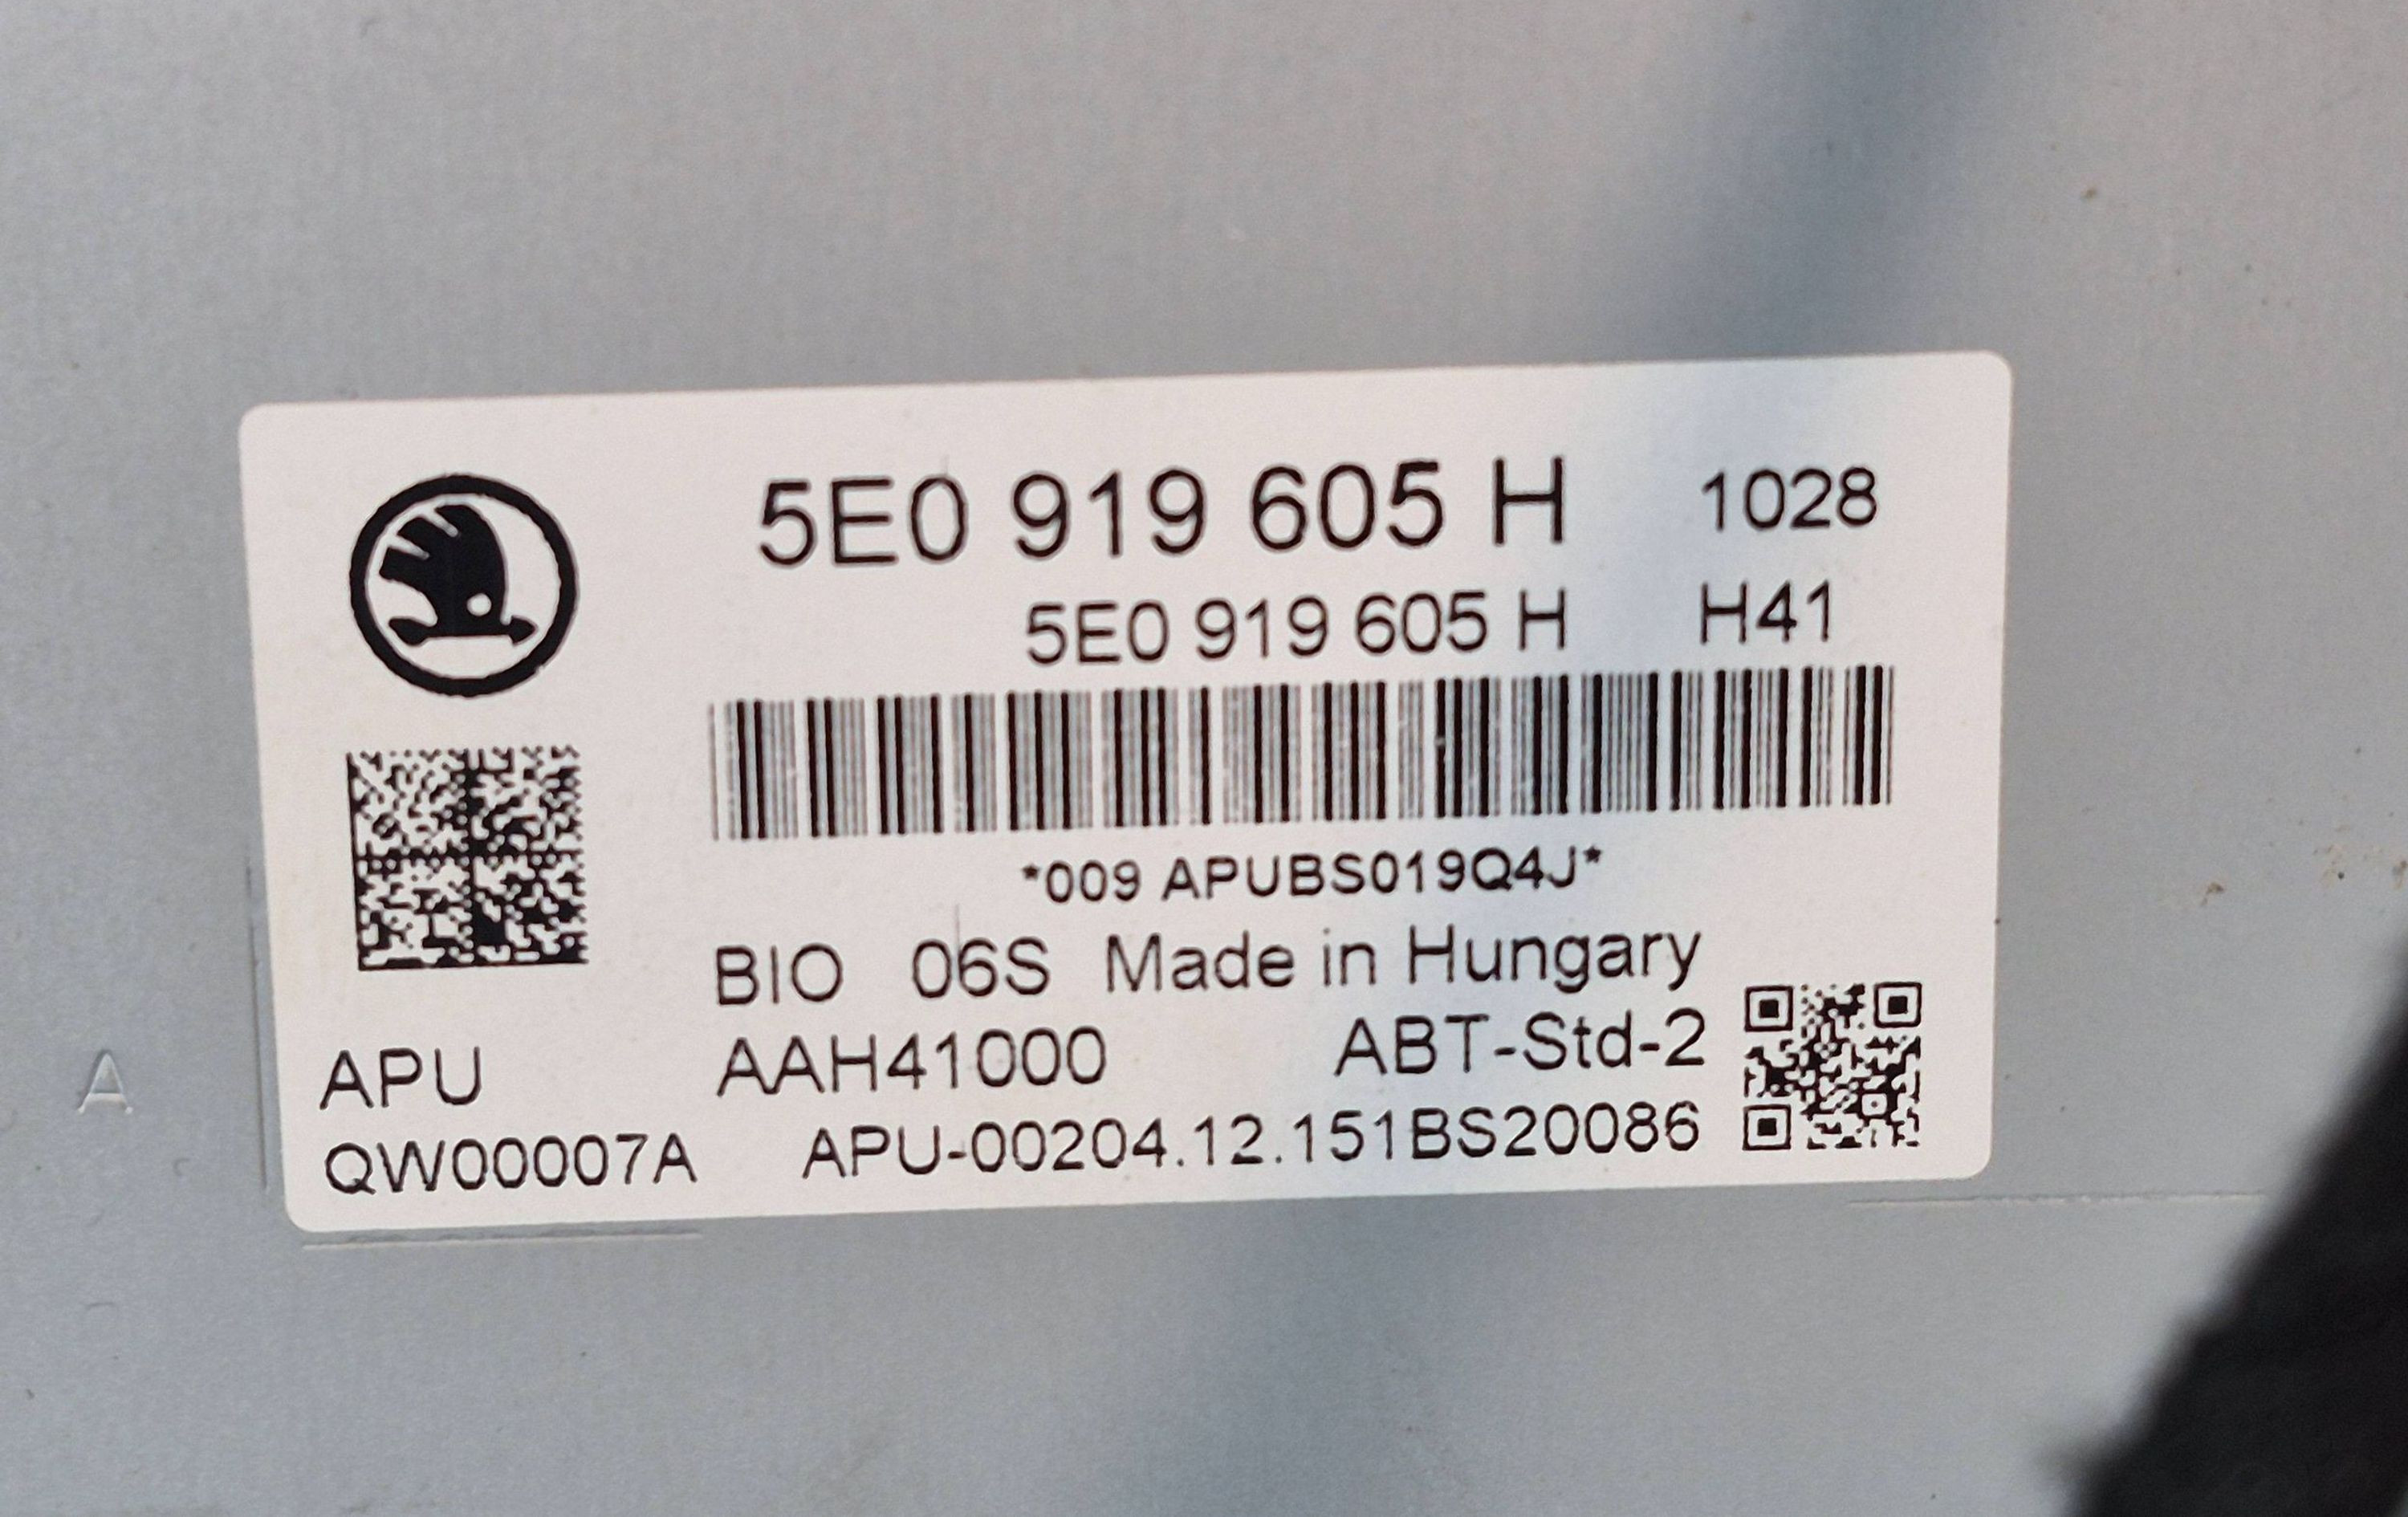 5E0 919 605 H 1028
5E0 919 605 H H41
*009 APUBS019Q4J*
BIO 06S Made in Hungary
APU AAH41000 ABT-Std-2
QW00007A APU-00204.12.151BS20086
A